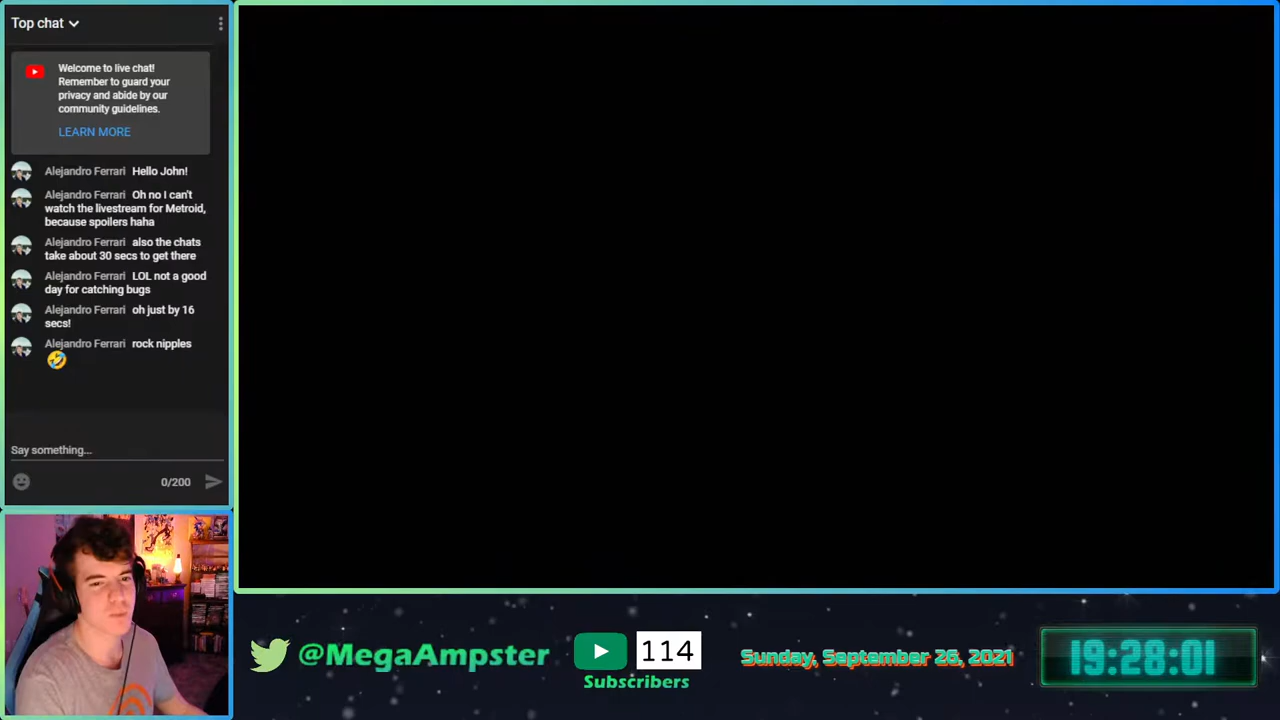 Top chat
Welcome to live chat!
Remember to guard your
privacy and abide by our
community guidelines.
LEARN MORE
Alejandro Ferrari Hello John!
Alejandro Ferrari Oh no I can't
watch the livestream for Metroid,
because spoilers haha
Alejandro Ferrari also the chats
take about 30 secs to get there
Alejandro Ferrari LOL not a good
day for catching bugs
Alejandro Ferrari oh just by 16
secs!
Alejandro Ferrari rock nipples
🤣
Say something...
0/200
@MegaAmpster
114
Subscribers
Sunday, September 26, 2021
19:28:01